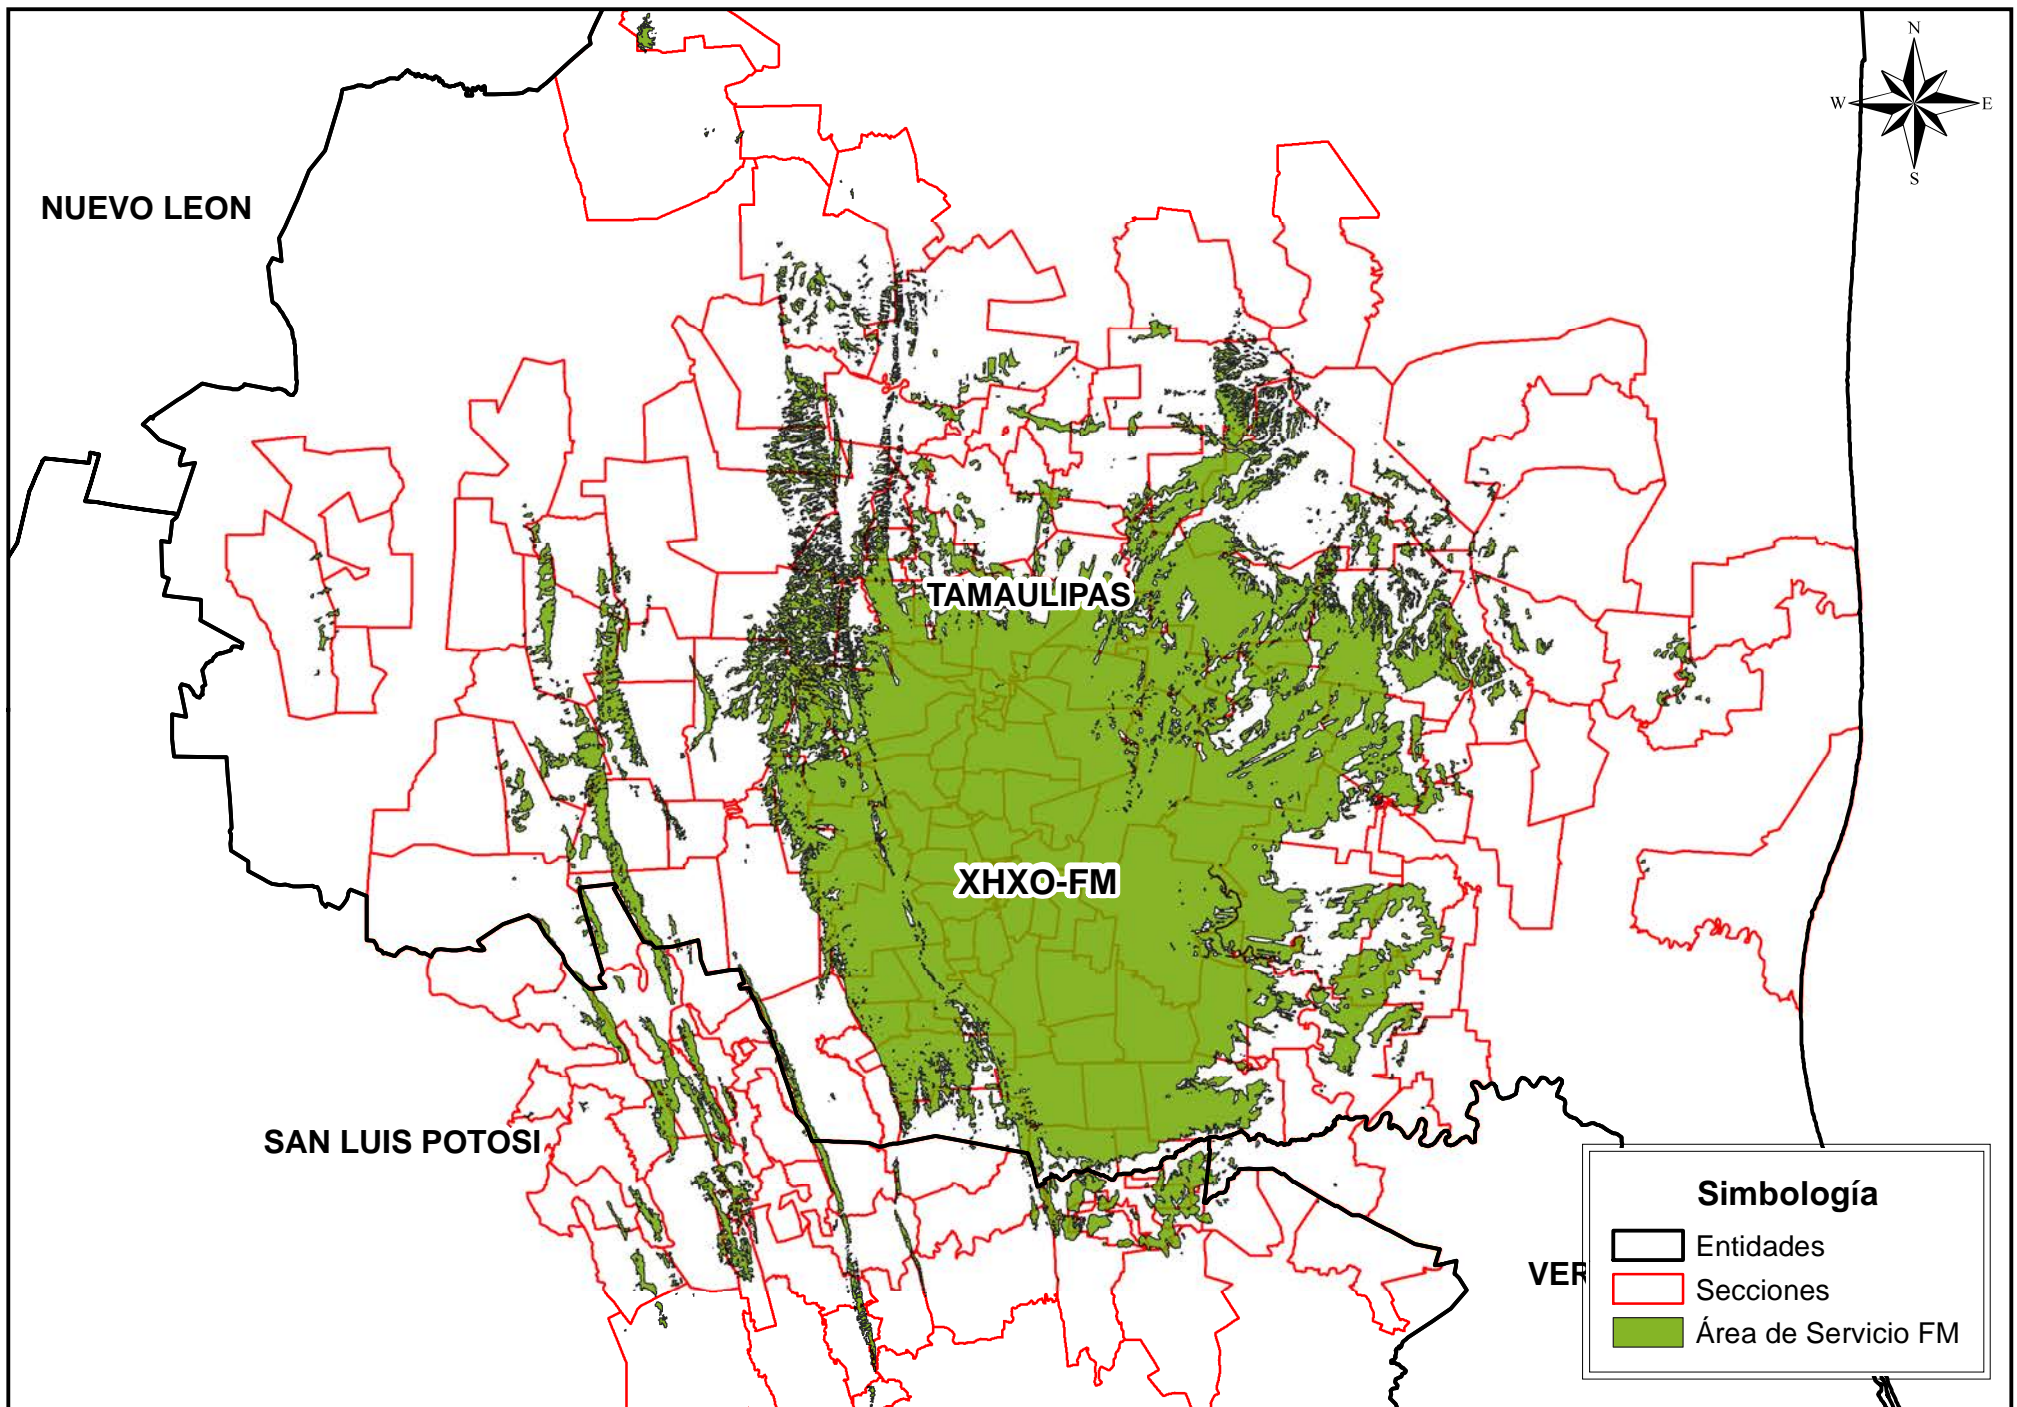 N
W
E
S
NUEVO LEON
TAMAULIPAS
XHXO-FM
SAN LUIS POTOSI
VER
Simbología
Entidades
Secciones
Área de Servicio FM